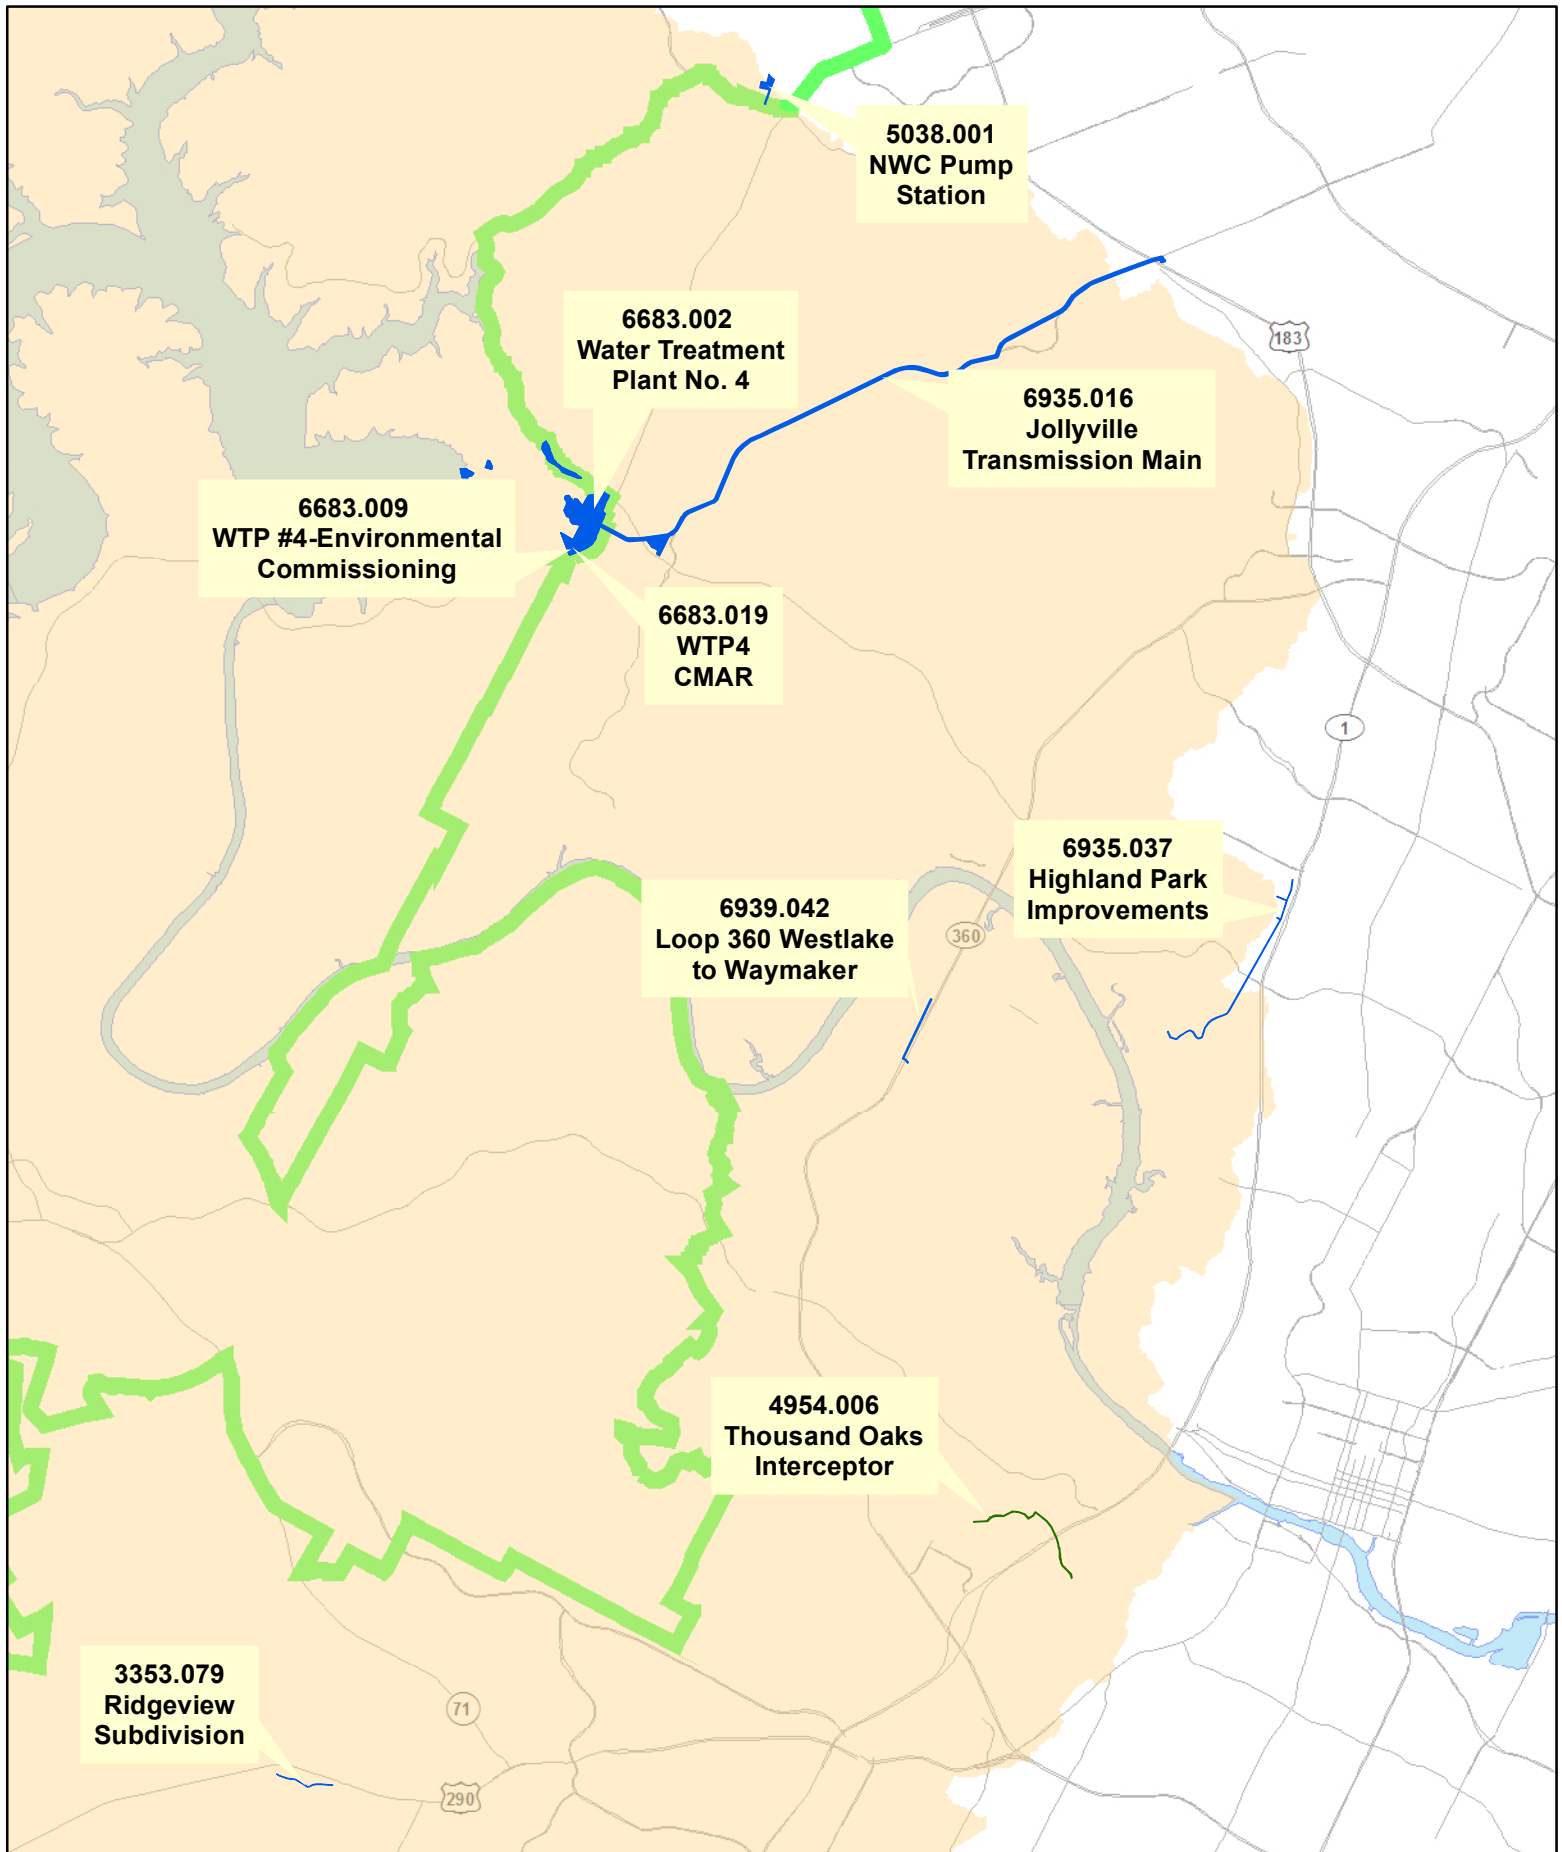 5038.001
NWC Pump
Station
183
6683.002
Water Treatment
Plant No. 4
6935.016
Jollyville
Transmission Main
6683.009
WTP #4-Environmental
Commissioning
6683.019
WTP4
CMAR
1
6935.037
Highland Park
Improvements
6939.042
Loop 360 Westlake
to Waymaker
360
4954.006
Thousand Oaks
Interceptor
3353.079
Ridgeview
Subdivision
71
290